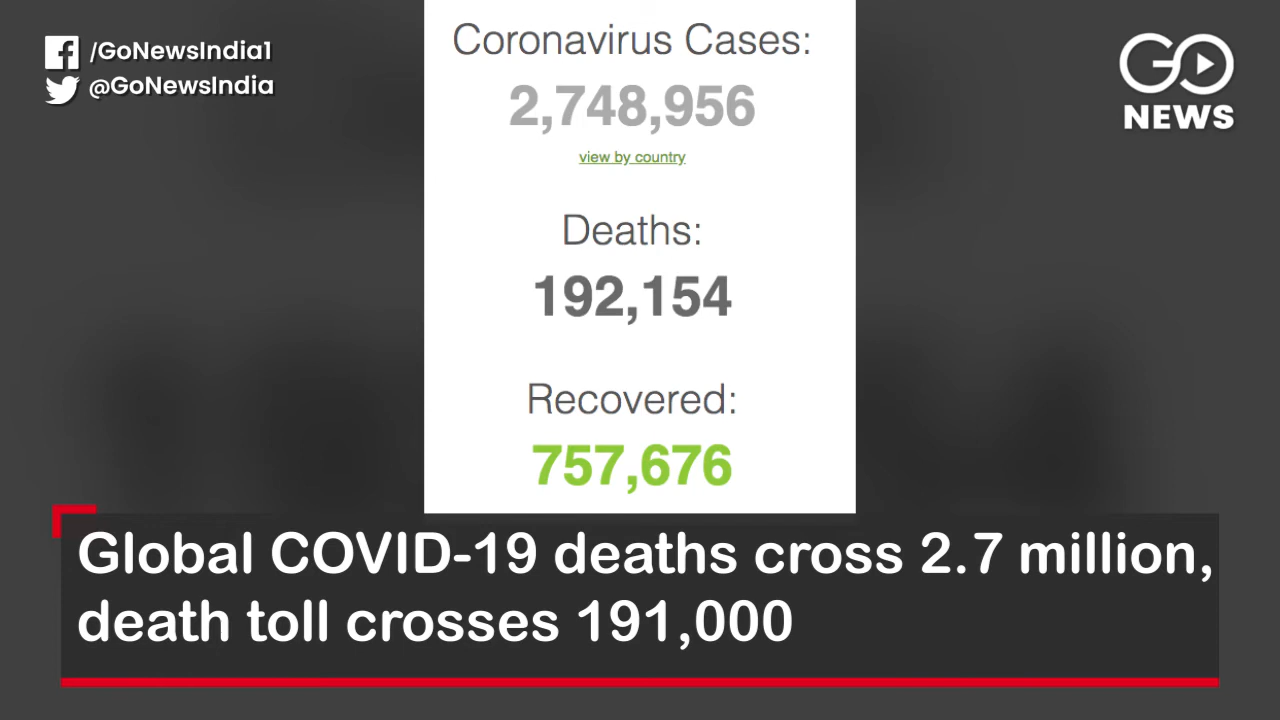 /GoNewsIndia1
@GoNewsIndia
GO
NEWS
Coronavirus Cases:
2,748,956
view by country
Deaths:
192,154
Recovered:
757,676
Global COVID-19 deaths cross 2.7 million,
death toll crosses 191,000